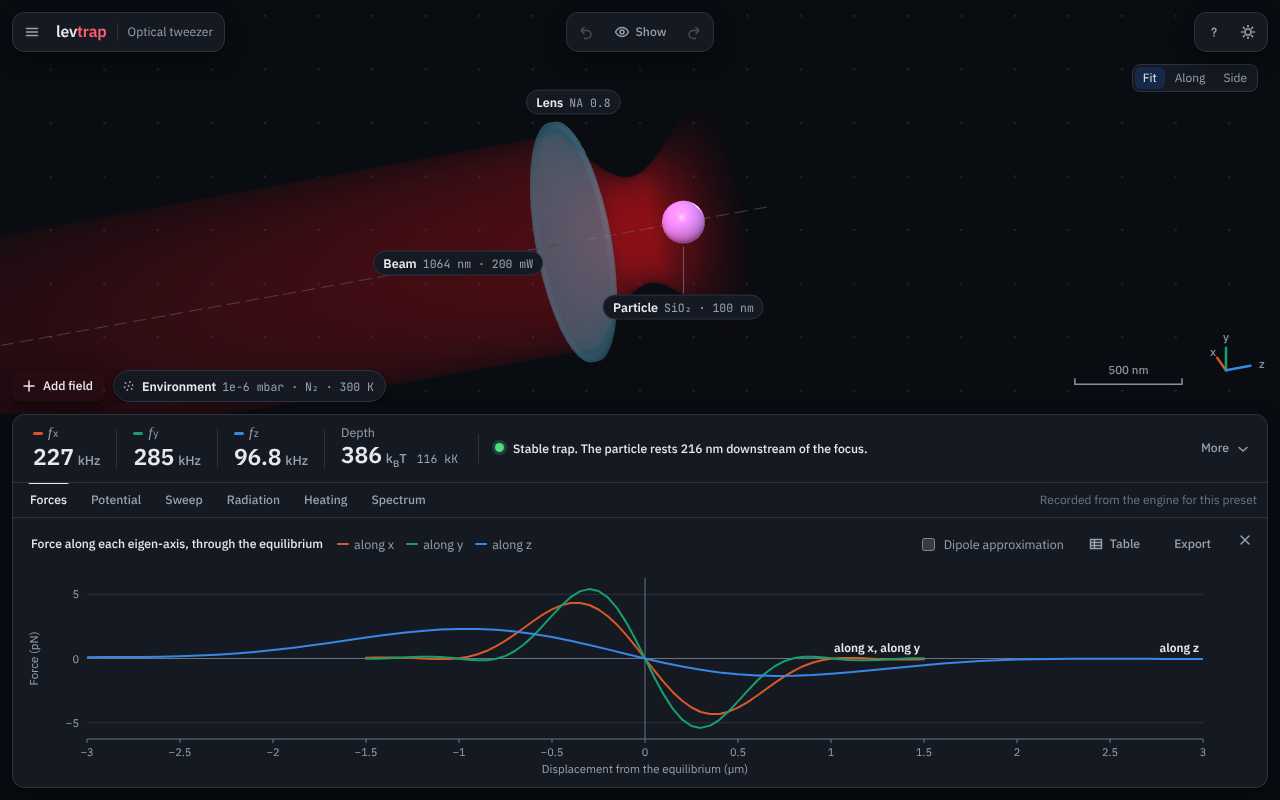 levtrap Optical tweezer
Show
?
Fit Along Side
Lens NA 0.8
Beam 1064 nm · 200 mW
Particle SiO₂ · 100 nm
500 nm
x y z
Add field
Environment 1e-6 mbar · N₂ · 300 K
fx
227 kHz
fy
285 kHz
fz
96.8 kHz
Depth
386 kBT 116 kK
Stable trap. The particle rests 216 nm downstream of the focus.
More
Forces Potential Sweep Radiation Heating Spectrum
Recorded from the engine for this preset
Force along each eigen-axis, through the equilibrium along x along y along z
Dipole approximation Table Export
Force (pN)
5
0
−5
along x, along y
along z
−3 −2.5 −2 −1.5 −1 −0.5 0 0.5 1 1.5 2 2.5 3
Displacement from the equilibrium (µm)